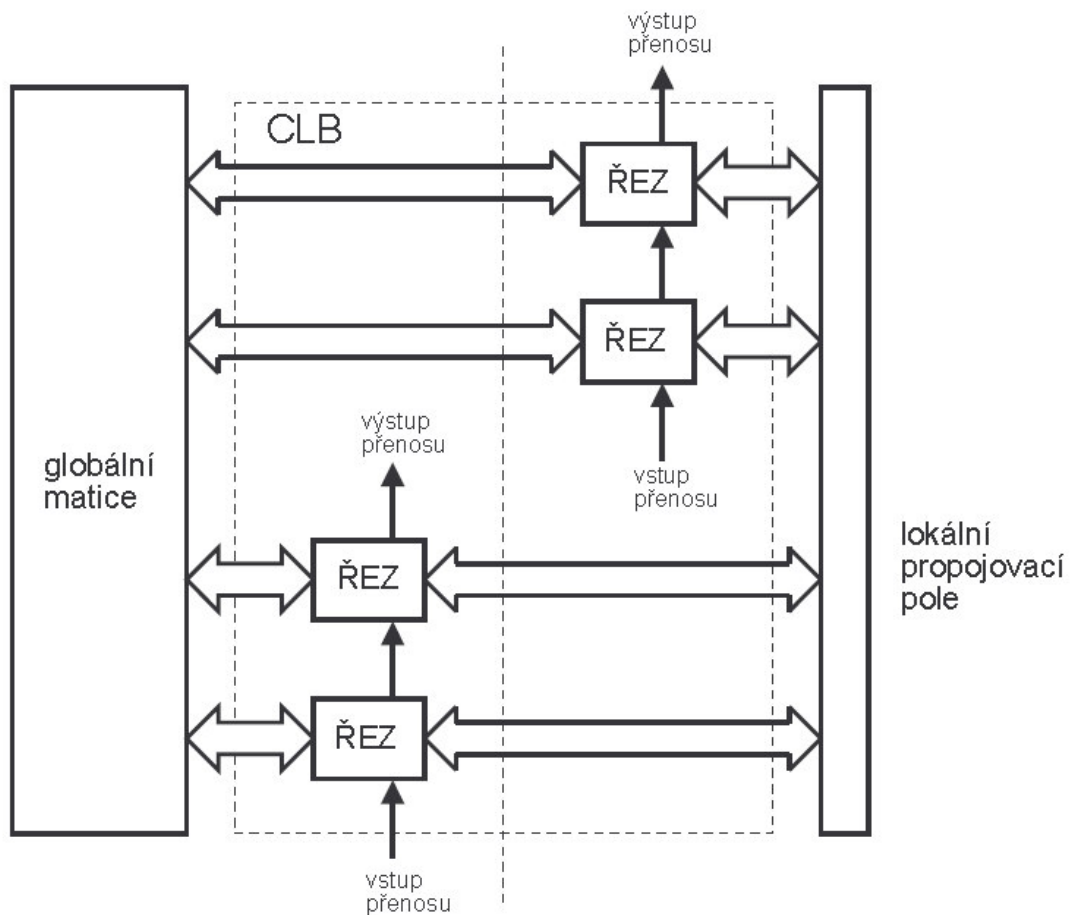 výstup
přenosu
CLB
ŘEZ
ŘEZ
výstup
přenosu
vstup
přenosu
globální
matice
lokální
propojovací
pole
ŘEZ
ŘEZ
vstup
přenosu